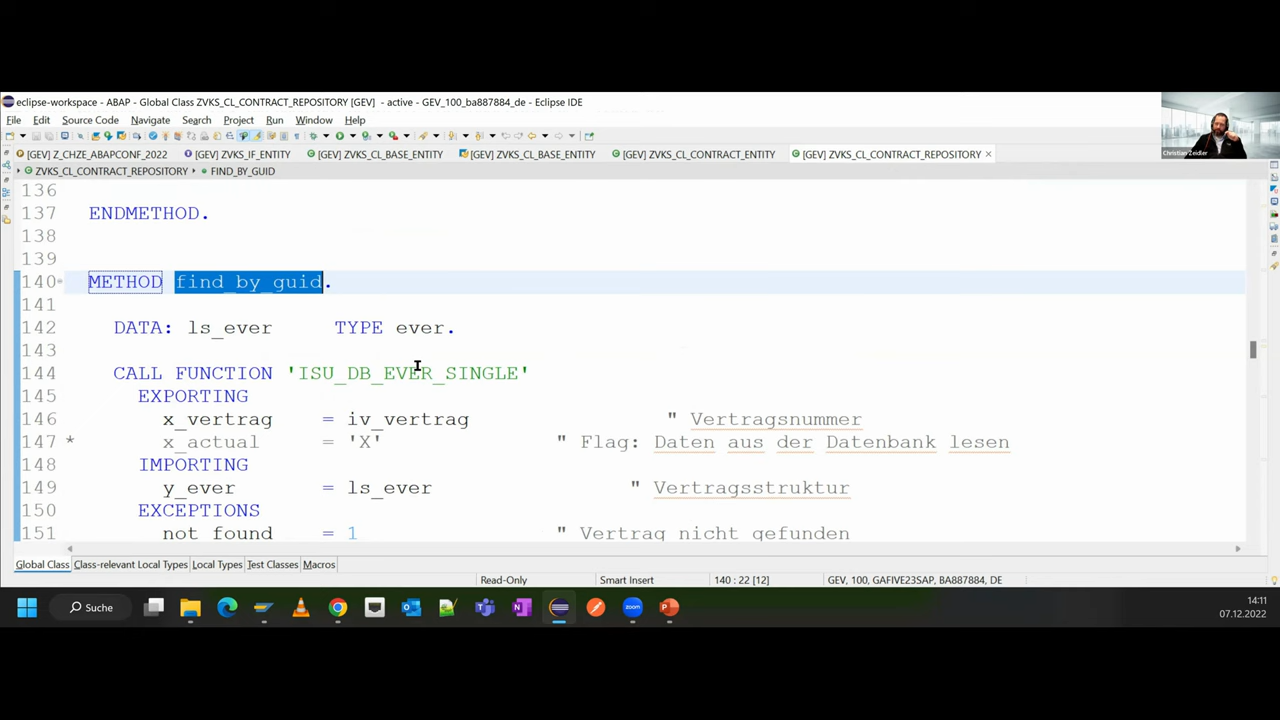 eclipse-workspace - ABAP - Global Class ZVKS_CL_CONTRACT_REPOSITORY [GEV] - active - GEV_100_ba887884_de - Eclipse IDE
File Edit Source Code Navigate Search Project Run Window Help
Christian Zeidler
[GEV] Z_CHZE_ABAPCONF_2022 [GEV] ZVKS_IF_ENTITY [GEV] ZVKS_CL_BASE_ENTITY [GEV] ZVKS_CL_BASE_ENTITY [GEV] ZVKS_CL_CONTRACT_ENTITY [GEV] ZVKS_CL_CONTRACT_REPOSITORY
ZVKS_CL_CONTRACT_REPOSITORY FIND_BY_GUID
136
137 ENDMETHOD.
138
139
140 METHOD find_by_guid.
141
142 DATA: ls_ever TYPE ever.
143
144 CALL FUNCTION 'ISU_DB_EVER_SINGLE'
145 EXPORTING
146 x_vertrag = iv_vertrag " Vertragsnummer
147 * x_actual = 'X' " Flag: Daten aus der Datenbank lesen
148 IMPORTING
149 y_ever = ls_ever " Vertragsstruktur
150 EXCEPTIONS
151 not_found = 1 " Vertrag nicht gefunden
Global Class Class-relevant Local Types Local Types Test Classes Macros
Read-Only Smart Insert 140 : 22 [12] GEV, 100, GAFIVE23SAP, BA887884, DE
Suche
14:11
07.12.2022